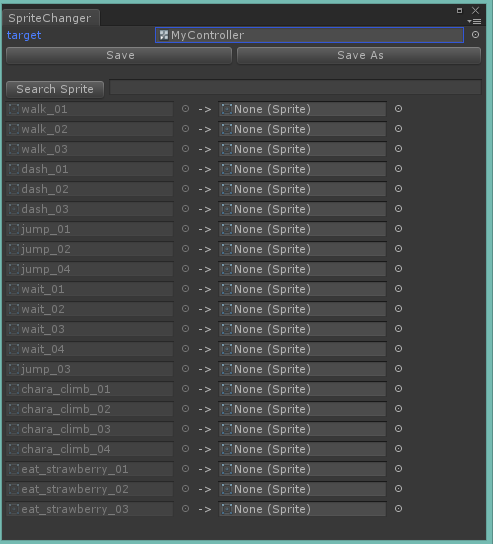 SpriteChanger
target MyController
Save Save As
Search Sprite
walk_01 -> None (Sprite)
walk_02 -> None (Sprite)
walk_03 -> None (Sprite)
dash_01 -> None (Sprite)
dash_02 -> None (Sprite)
dash_03 -> None (Sprite)
jump_01 -> None (Sprite)
jump_02 -> None (Sprite)
jump_04 -> None (Sprite)
wait_01 -> None (Sprite)
wait_02 -> None (Sprite)
wait_03 -> None (Sprite)
wait_04 -> None (Sprite)
jump_03 -> None (Sprite)
chara_climb_01 -> None (Sprite)
chara_climb_02 -> None (Sprite)
chara_climb_03 -> None (Sprite)
chara_climb_04 -> None (Sprite)
eat_strawberry_01 -> None (Sprite)
eat_strawberry_02 -> None (Sprite)
eat_strawberry_03 -> None (Sprite)